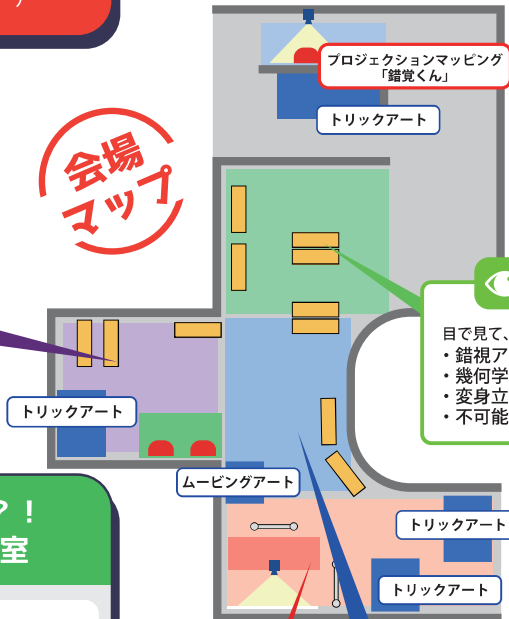 プロジェクションマッピング
「錯覚くん」
トリックアート
会場
マップ
目で見て、
・錯視ア
・幾何学
・変身立
・不可能
トリックアート
ムービングアート
？！
室
トリックアート
トリックアート